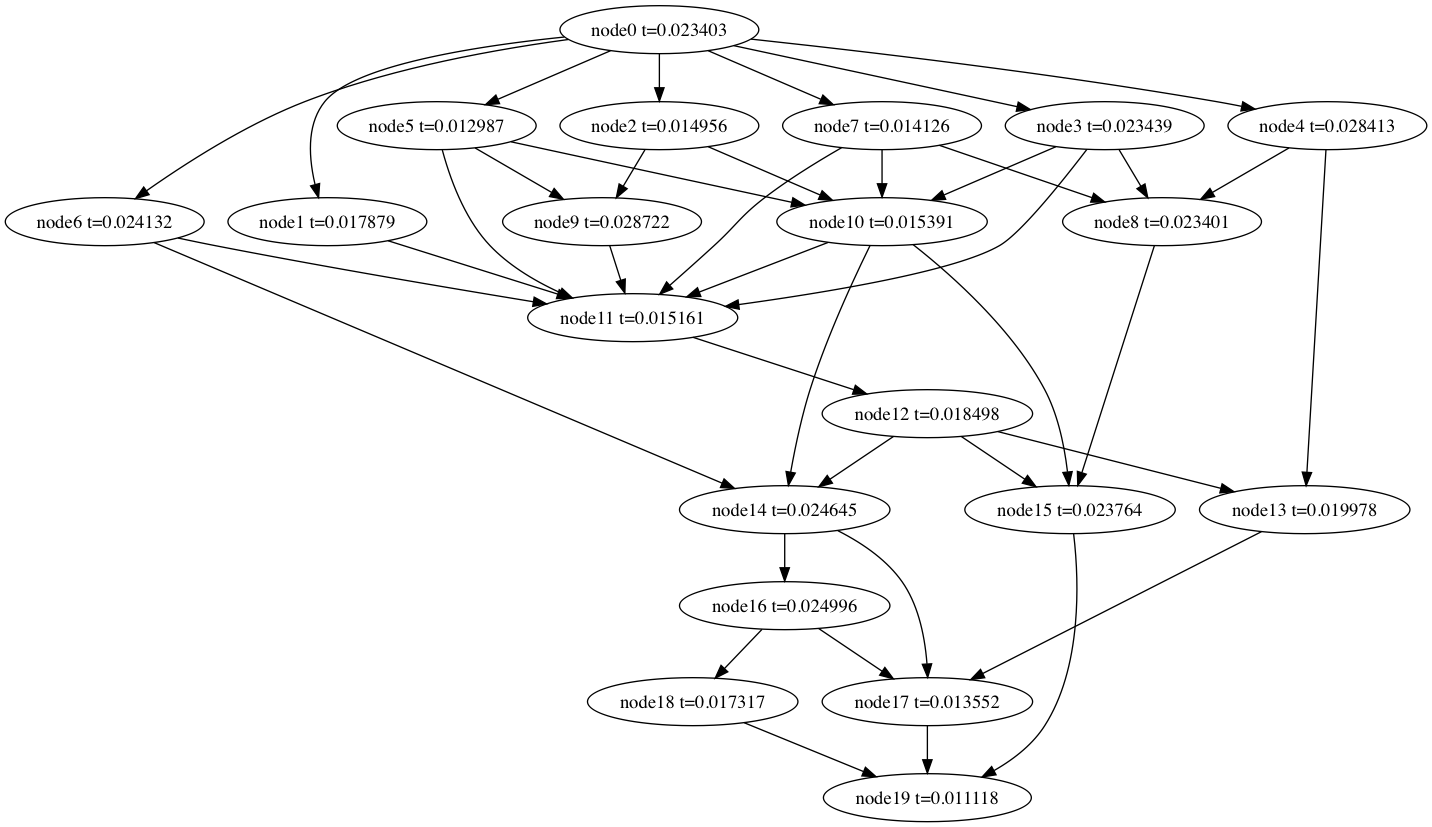 node0 t=0.023403
node5 t=0.012987
node2 t=0.014956
node7 t=0.014126
node3 t=0.023439
node4 t=0.028413
node6 t=0.024132
node1 t=0.017879
node9 t=0.028722
node10 t=0.015391
node8 t=0.023401
node11 t=0.015161
node12 t=0.018498
node14 t=0.024645
node15 t=0.023764
node13 t=0.019978
node16 t=0.024996
node18 t=0.017317
node17 t=0.013552
node19 t=0.011118